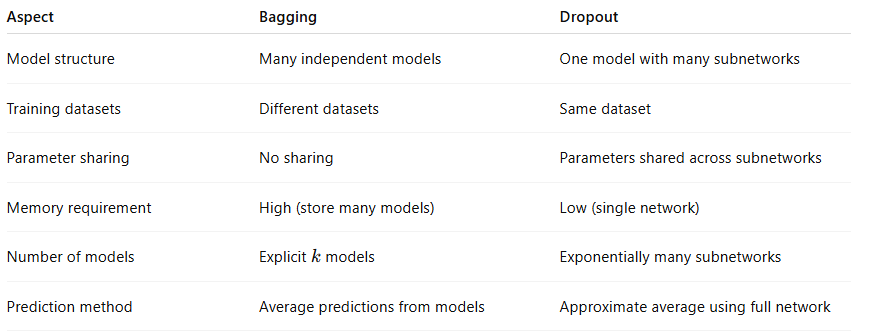 Aspect Bagging Dropout
Model structure Many independent models One model with many subnetworks
Training datasets Different datasets Same dataset
Parameter sharing No sharing Parameters shared across subnetworks
Memory requirement High (store many models) Low (single network)
Number of models Explicit k models Exponentially many subnetworks
Prediction method Average predictions from models Approximate average using full network